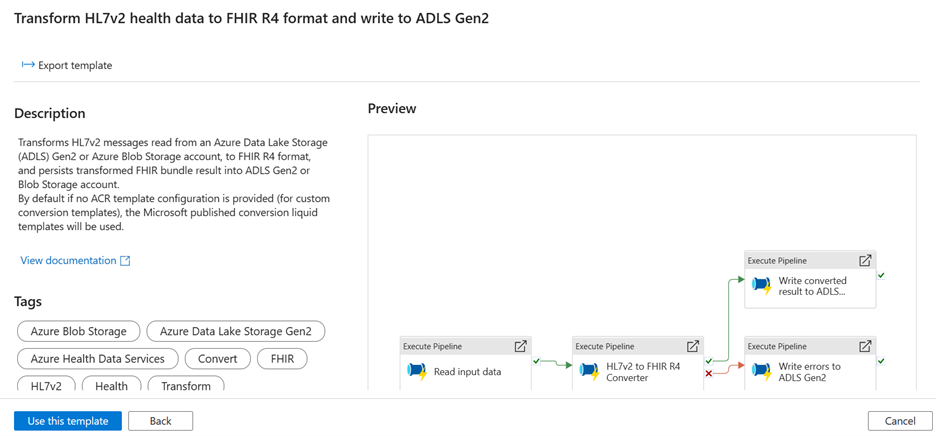 Transform HL7v2 health data to FHIR R4 format and write to ADLS Gen2
Export template
Description
Transforms HL7v2 messages read from an Azure Data Lake Storage
(ADLS) Gen2 or Azure Blob Storage account, to FHIR R4 format,
and persists transformed FHIR bundle result into ADLS Gen2 or
Blob Storage account.
By default if no ACR template configuration is provided (for custom
conversion templates), the Microsoft published conversion liquid
templates will be used.
View documentation
Tags
Azure Blob Storage
Azure Data Lake Storage Gen2
Azure Health Data Services
Convert
FHIR
HL7v2
Health
Transform
Preview
Execute Pipeline
Read input data
Execute Pipeline
HL7v2 to FHIR R4
Converter
Execute Pipeline
Write converted
result to ADLS...
Execute Pipeline
Write errors to
ADLS Gen2
Use this template
Back
Cancel